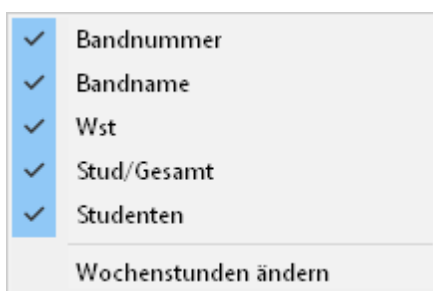 Bandnummer
Bandname
Wst
Stud/Gesamt
Studenten
Wochenstunden ändern